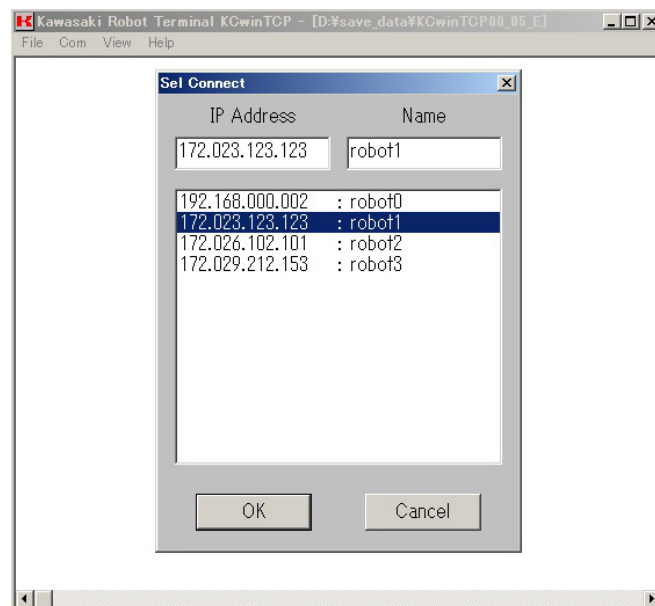 Kawasaki Robot Terminal KCwinTCP - [D:¥save_data¥KCwinTCP00_05_E]
File Com View Help
Sel Connect
IP Address Name
172.023.123.123 robot1
192.168.000.002 : robot0
172.023.123.123 : robot1
172.026.102.101 : robot2
172.029.212.153 : robot3
OK Cancel